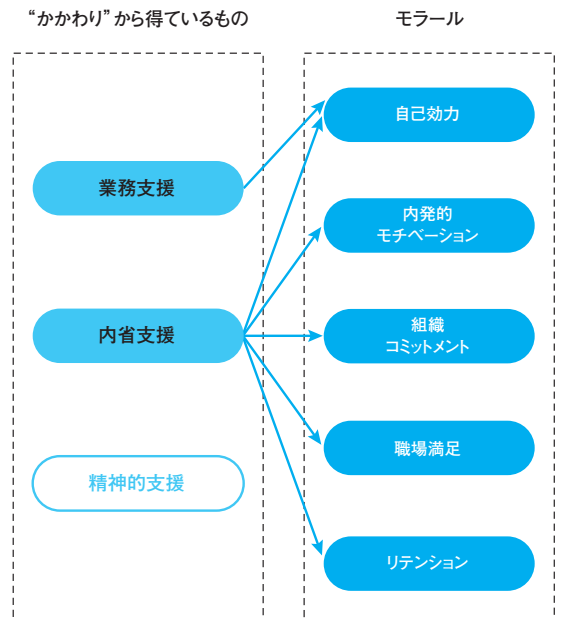 “かかわり”から得ているもの
モラール
業務支援
内省支援
精神的支援
自己効力
内発的
モチベーション
組織
コミットメント
職場満足
リテンション